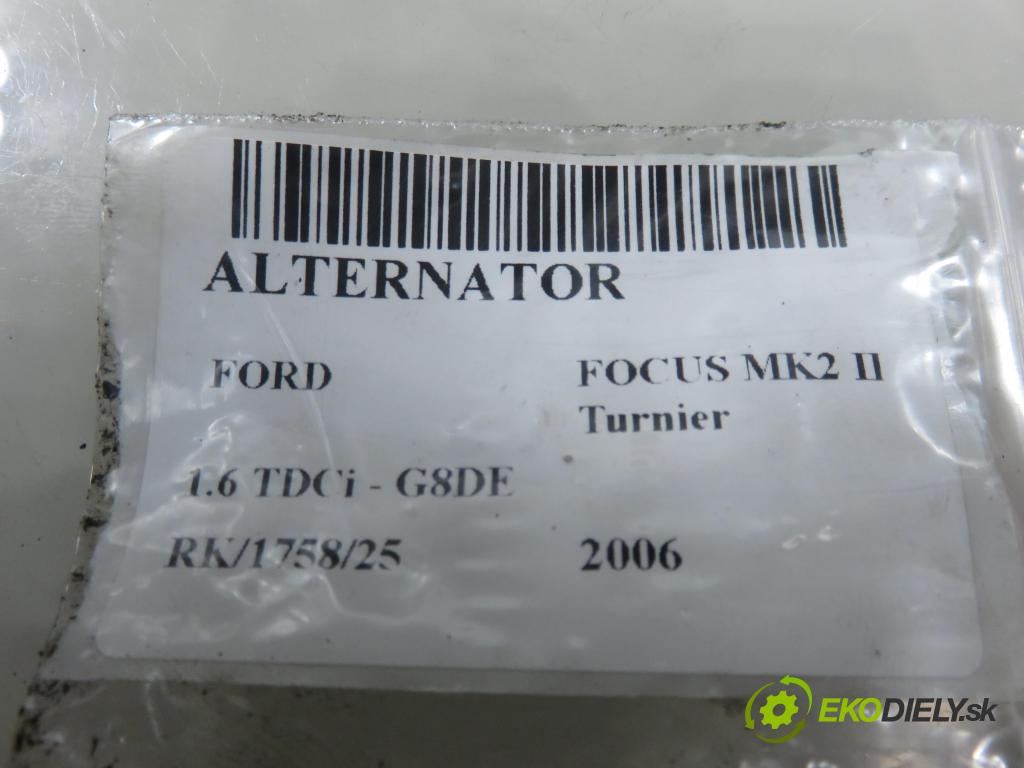 ALTERNATOR
FORD FOCUS MK2 II
Turnier
1.6 TDCi - G8DE
RK/1758/25 2006
EKODIELY.sk